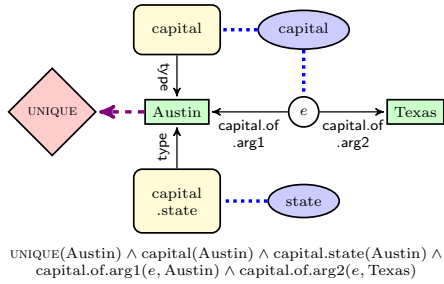 capital
capital
type
UNIQUE
Austin
e
Texas
capital.of
.arg1
capital.of
.arg2
type
capital
.state
state
UNIQUE(Austin) ∧ capital(Austin) ∧ capital.state(Austin) ∧
capital.of.arg1(e, Austin) ∧ capital.of.arg2(e, Texas)